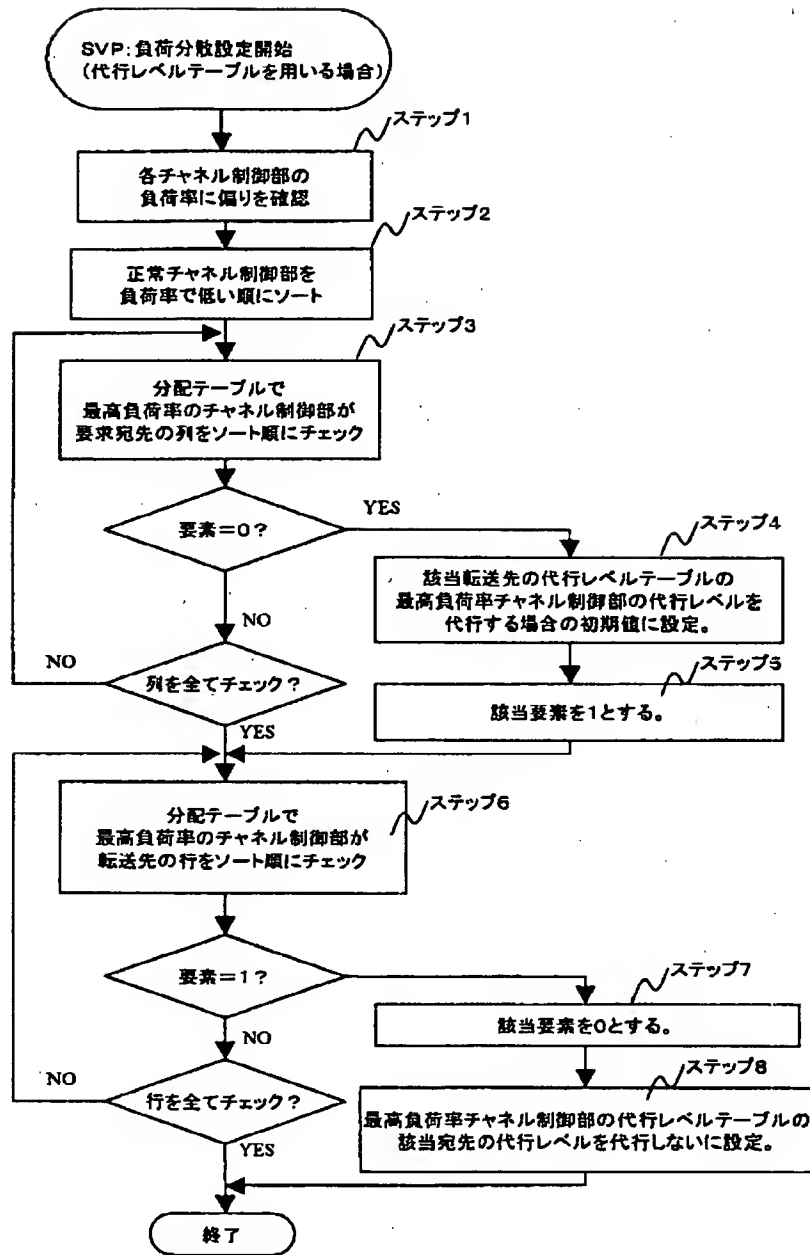 SVP:負荷分散設定開始
(代行レベルテーブルを用いる場合)
ステップ1
各チャネル制御部の
負荷率に偏りを確認
ステップ2
正常チャネル制御部を
負荷率で低い順にソート
ステップ3
分配テーブルで
最高負荷率のチャネル制御部が
要求宛先の列をソート順にチェック
要素=0?
YES
NO
ステップ4
該当転送先の代行レベルテーブルの
最高負荷率チャネル制御部の代行レベルを
代行する場合の初期値に設定。
ステップ5
該当要素を1とする。
列を全てチェック?
NO
YES
ステップ6
分配テーブルで
最高負荷率のチャネル制御部が
転送先の行をソート順にチェック
要素=1?
NO
ステップ7
該当要素を0とする。
ステップ8
最高負荷率チャネル制御部の代行レベルテーブルの
該当宛先の代行レベルを代行しないに設定。
行を全てチェック?
NO
YES
終了